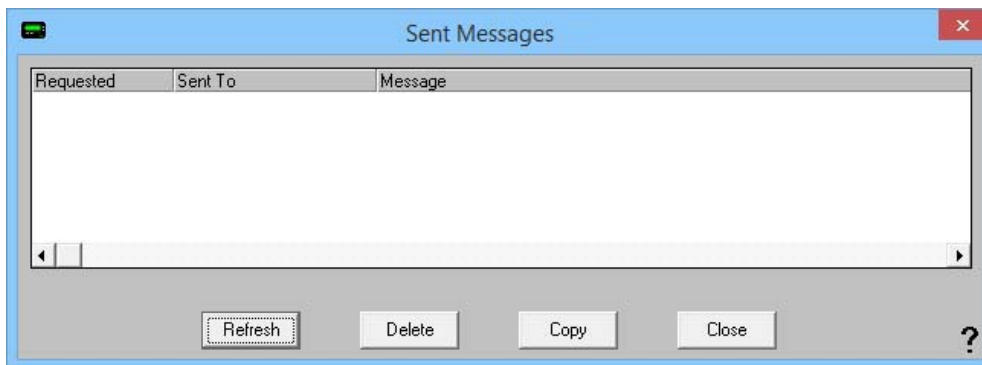 Sent Messages
Requested Sent To Message
Refresh Delete Copy Close ?